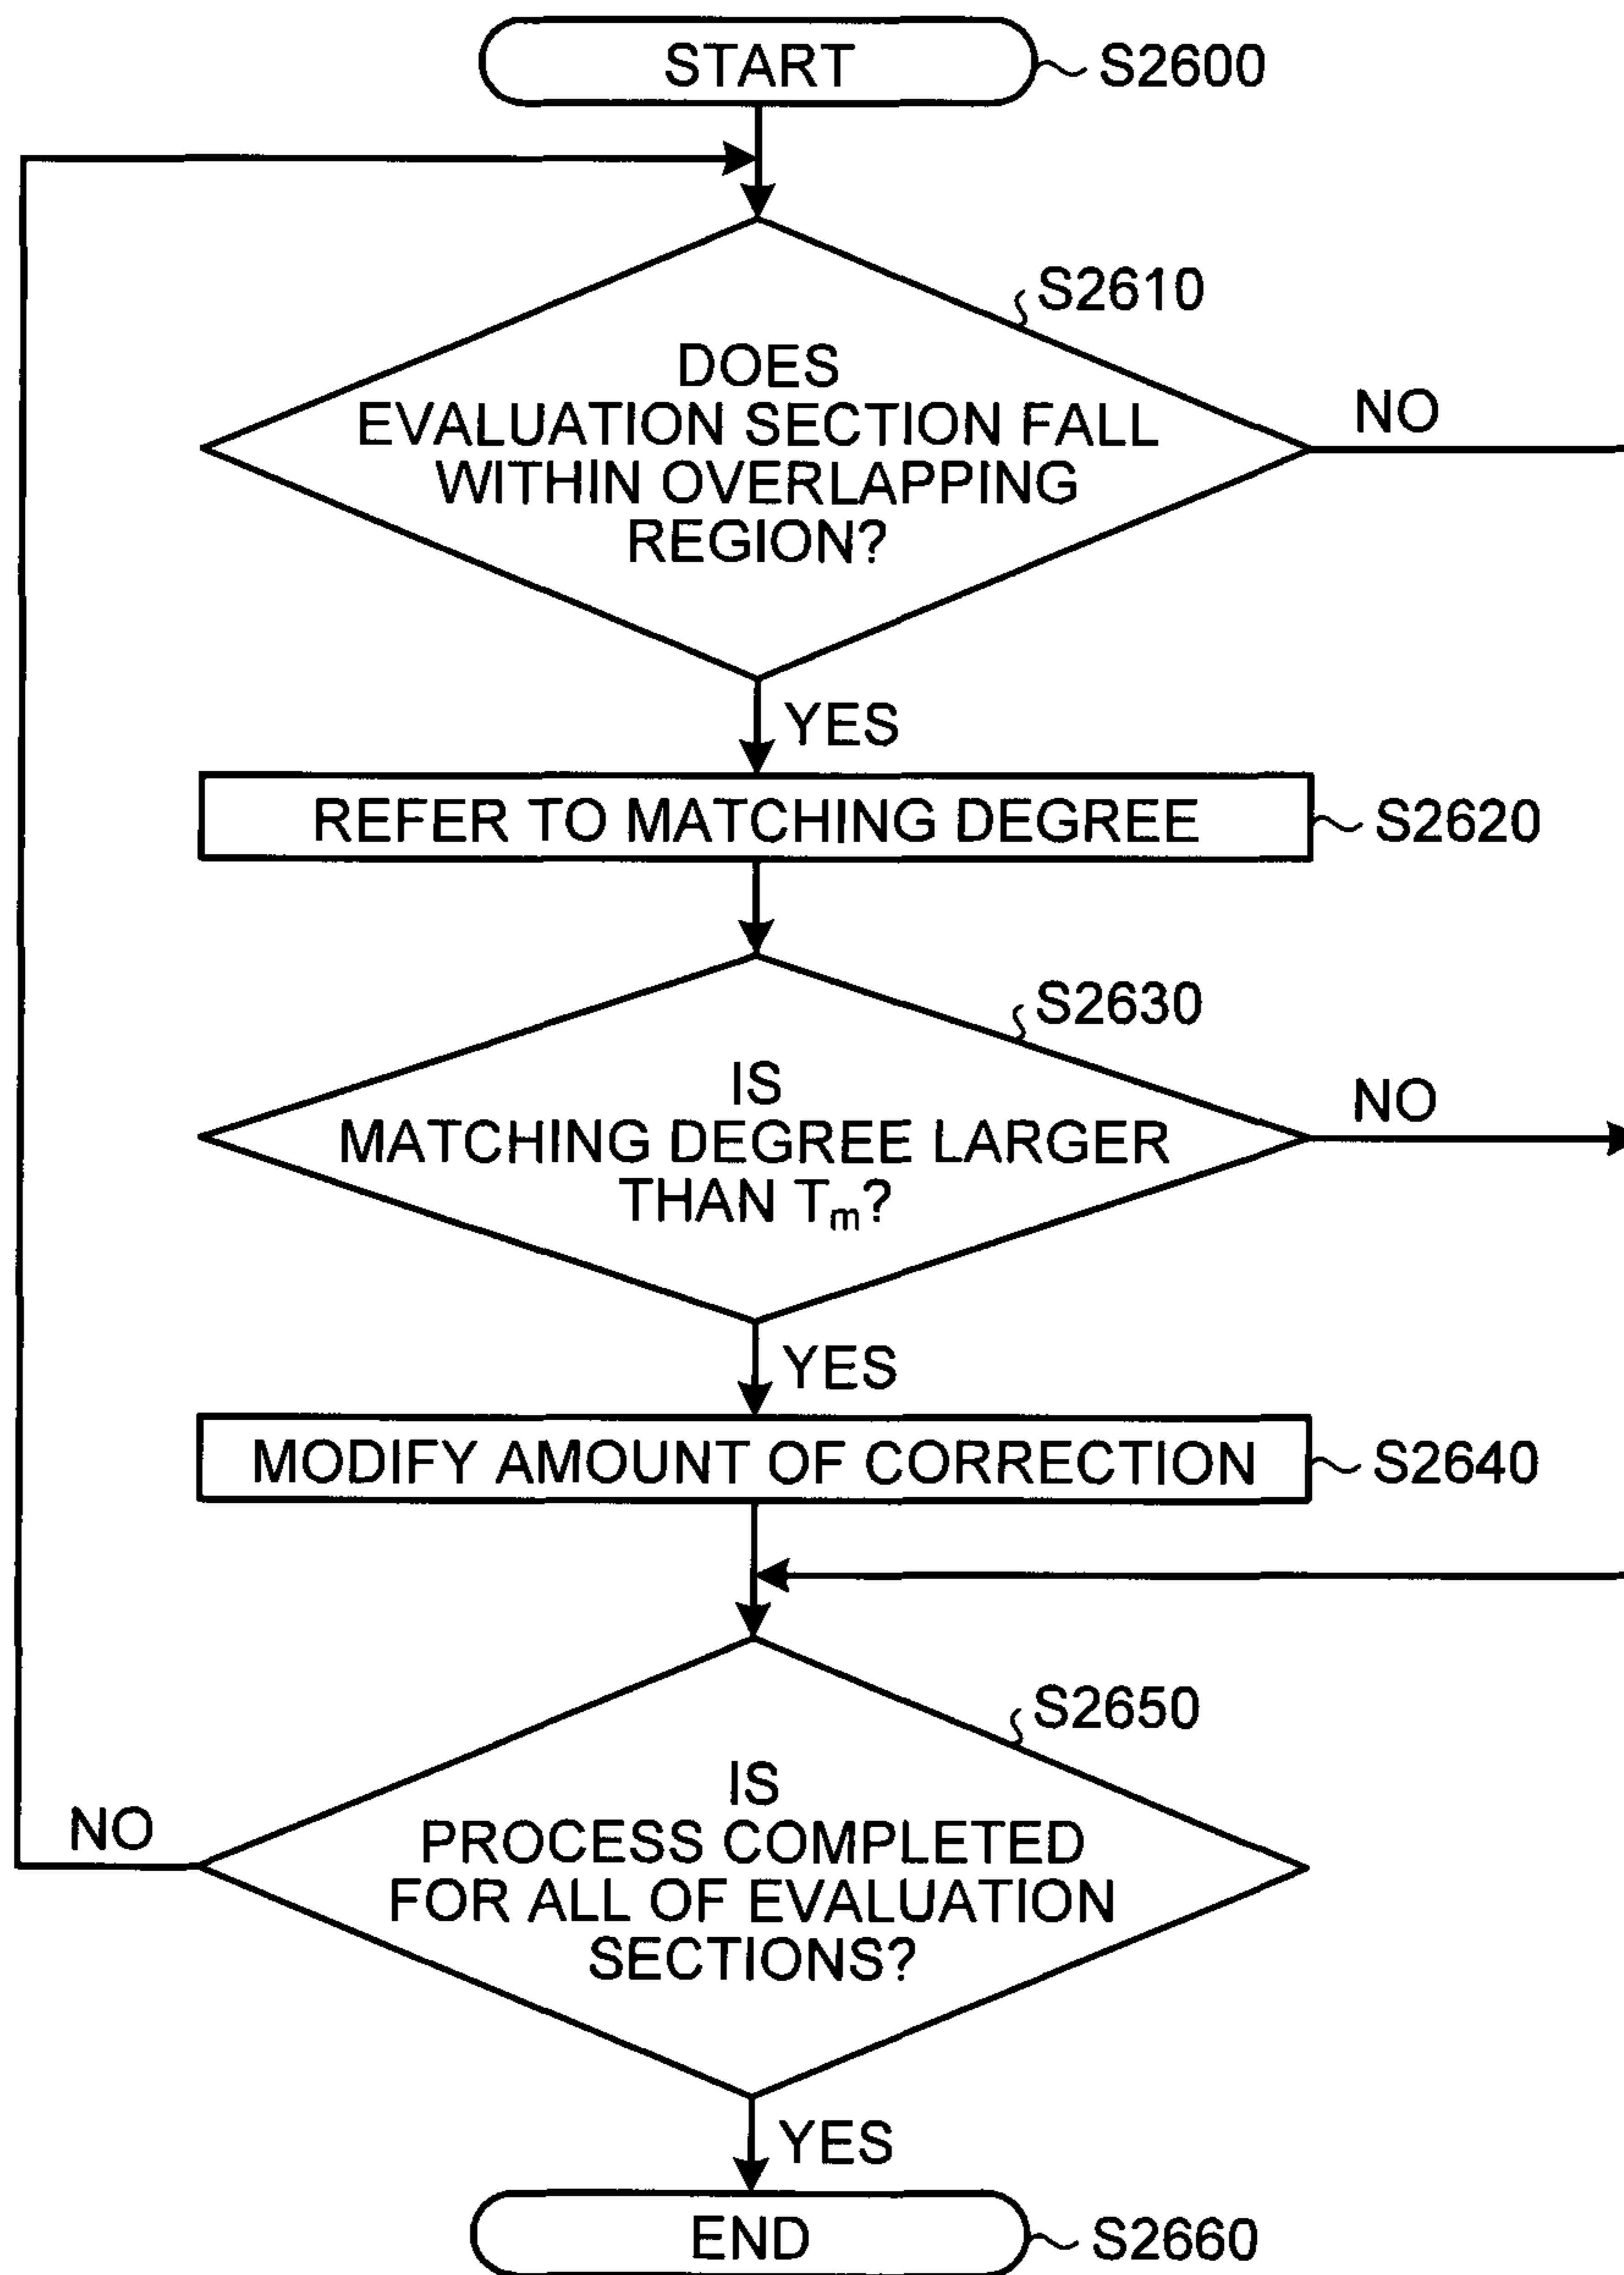 START
S2600
S2610
DOES
EVALUATION SECTION FALL
WITHIN OVERLAPPING
REGION?
NO
YES
REFER TO MATCHING DEGREE
S2620
S2630
IS
MATCHING DEGREE LARGER
THAN Tm?
NO
YES
MODIFY AMOUNT OF CORRECTION
S2640
S2650
IS
PROCESS COMPLETED
FOR ALL OF EVALUATION
SECTIONS?
NO
YES
END
S2660